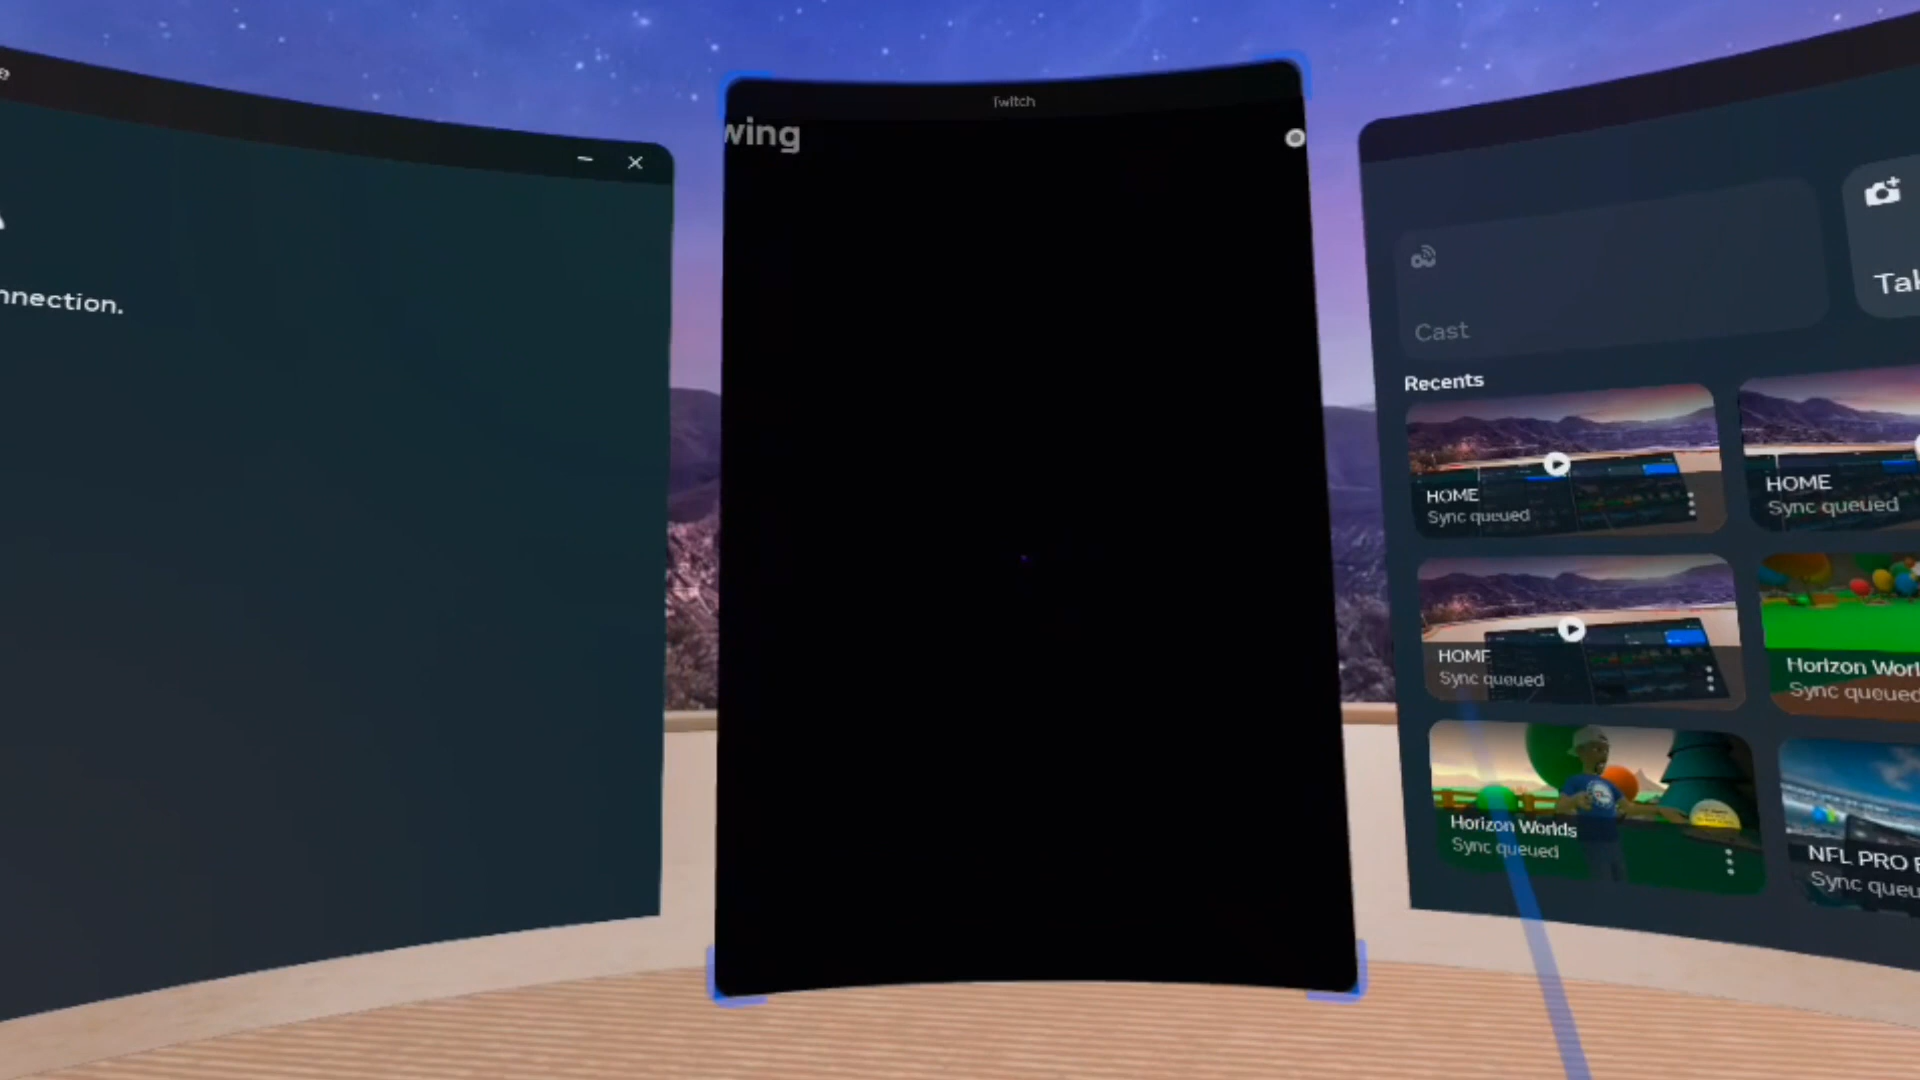 e
nnection.
Twitch
wing
Cast
Tak
Recents
HOME
Sync queued
HOME
Sync queued
HOME
Sync queued
Horizon Worl
Sync queued
Horizon Worlds
Sync queued
NFL PRO E
Sync queu